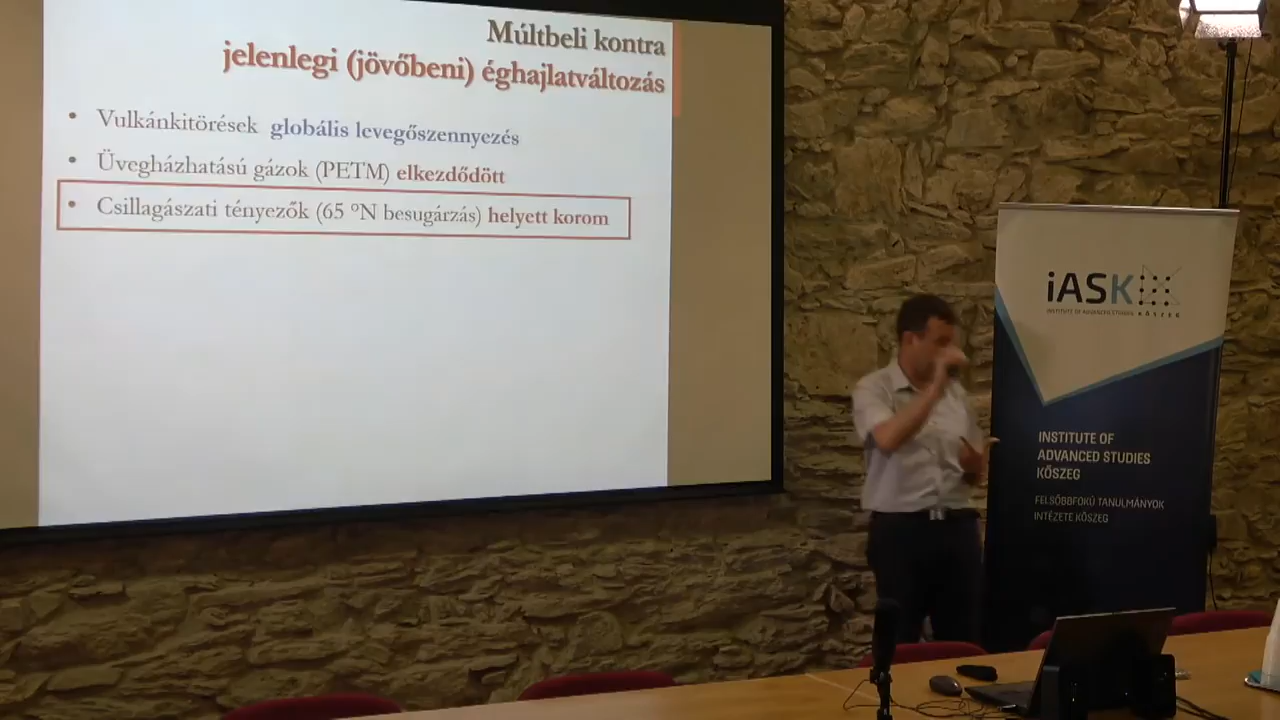 Múltbeli kontra
jelenlegi (jövőbeni) éghajlatváltozás
• Vulkánkitörések globális levegőszennyezés
• Üvegházhatású gázok (PETM) elkezdődött
• Csillagászati tényezők (65 °N besugárzás) helyett korom
iASK
INSTITUTE OF ADVANCED STUDIES KŐSZEG
INSTITUTE OF
ADVANCED STUDIES
KŐSZEG
FELSŐBBFOKÚ TANULMÁNYOK
INTÉZETE KŐSZEG